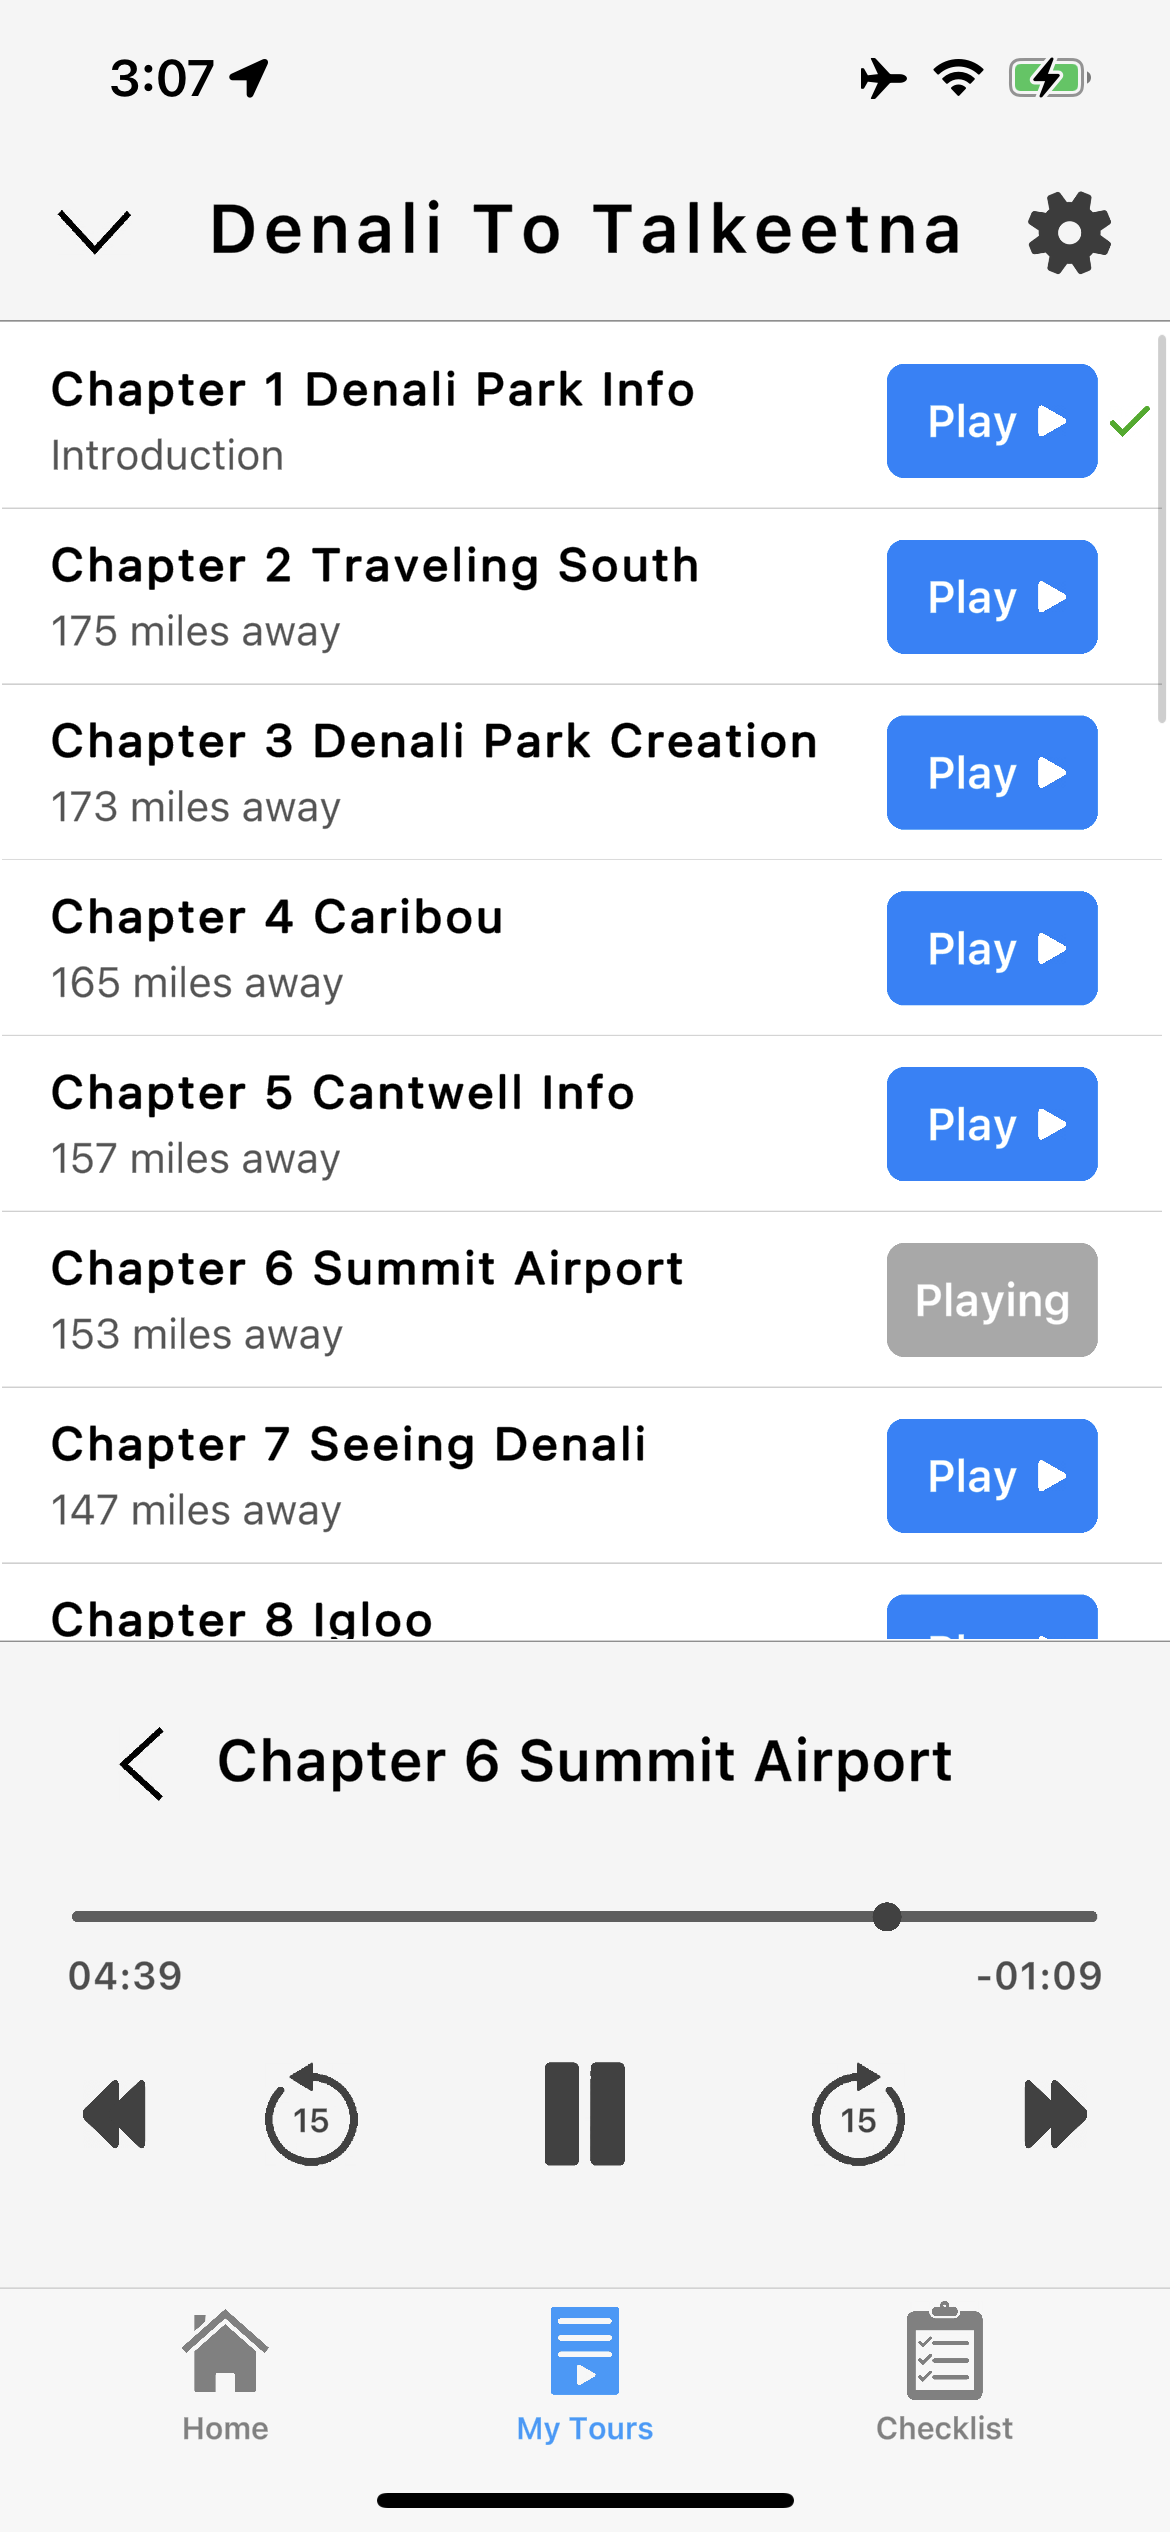 3:07
Denali To Talkeetna
Chapter 1 Denali Park Info
Introduction
Play
Chapter 2 Traveling South
175 miles away
Play
Chapter 3 Denali Park Creation
173 miles away
Play
Chapter 4 Caribou
165 miles away
Play
Chapter 5 Cantwell Info
157 miles away
Play
Chapter 6 Summit Airport
153 miles away
Playing
Chapter 7 Seeing Denali
147 miles away
Play
Chapter 8 Igloo
Play
Chapter 6 Summit Airport
04:39
-01:09
15
15
Home
My Tours
Checklist